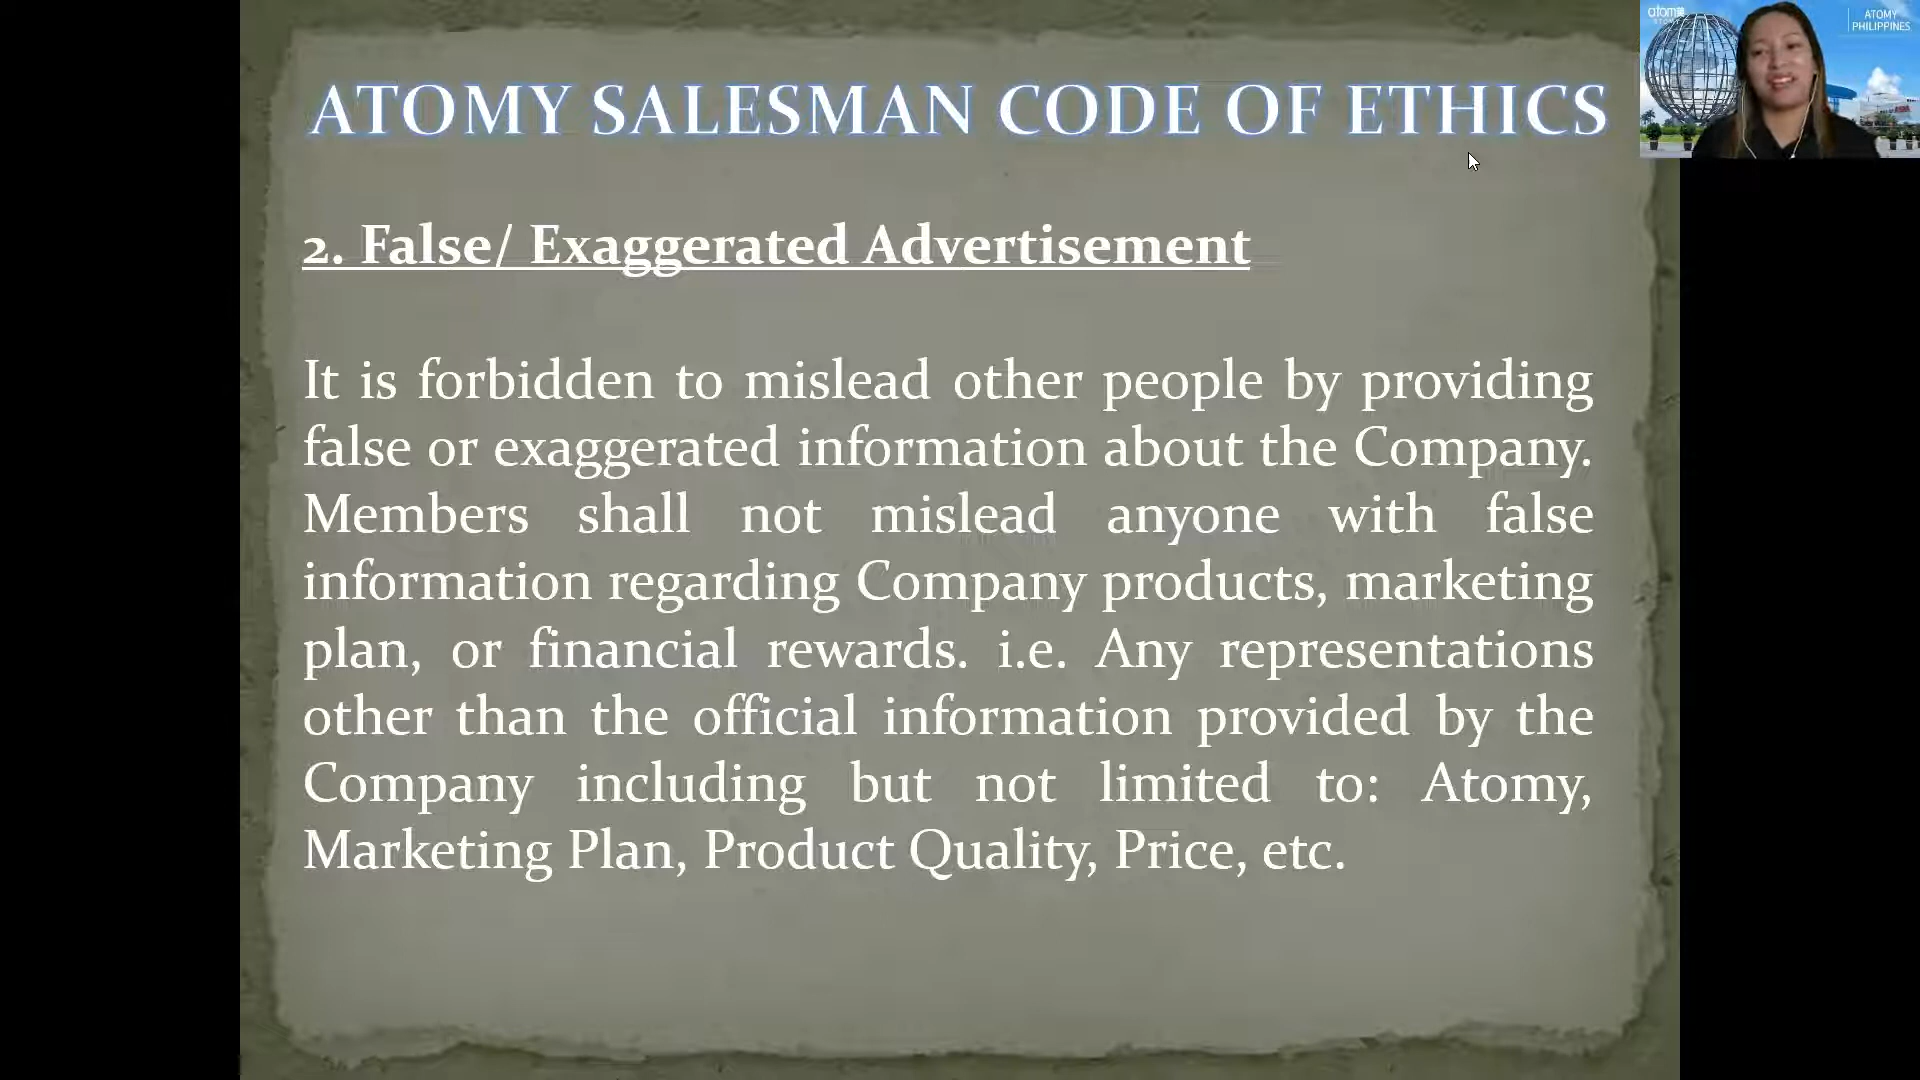 ATOMY SALESMAN CODE OF ETHICS
atom
ATOMY
PHILIPPINES
2. False/ Exaggerated Advertisement
It is forbidden to mislead other people by providing
false or exaggerated information about the Company.
Members shall not mislead anyone with false
information regarding Company products, marketing
plan, or financial rewards. i.e. Any representations
other than the official information provided by the
Company including but not limited to: Atomy,
Marketing Plan, Product Quality, Price, etc.